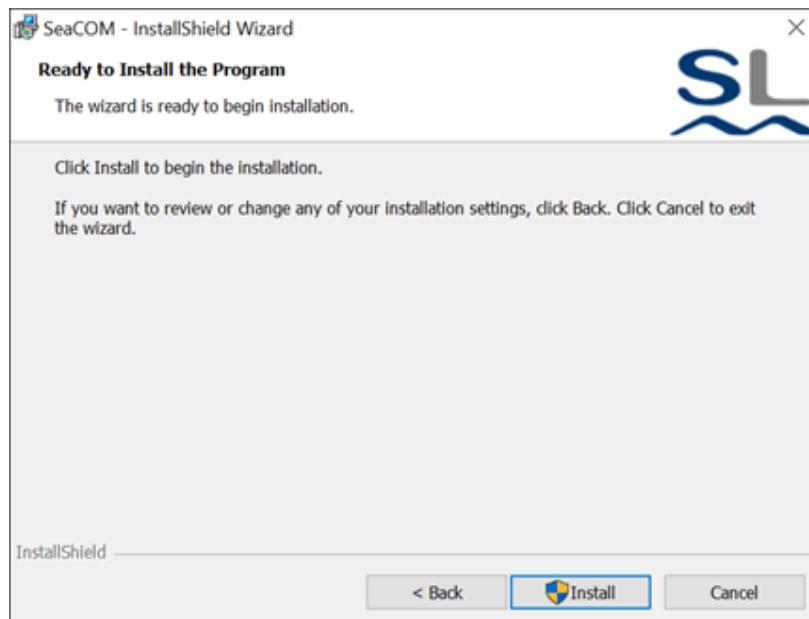 SeaCOM - InstallShield Wizard
Ready to Install the Program
The wizard is ready to begin installation.
SL
Click Install to begin the installation.
If you want to review or change any of your installation settings, click Back. Click Cancel to exit
the wizard.
InstallShield
< Back
Install
Cancel